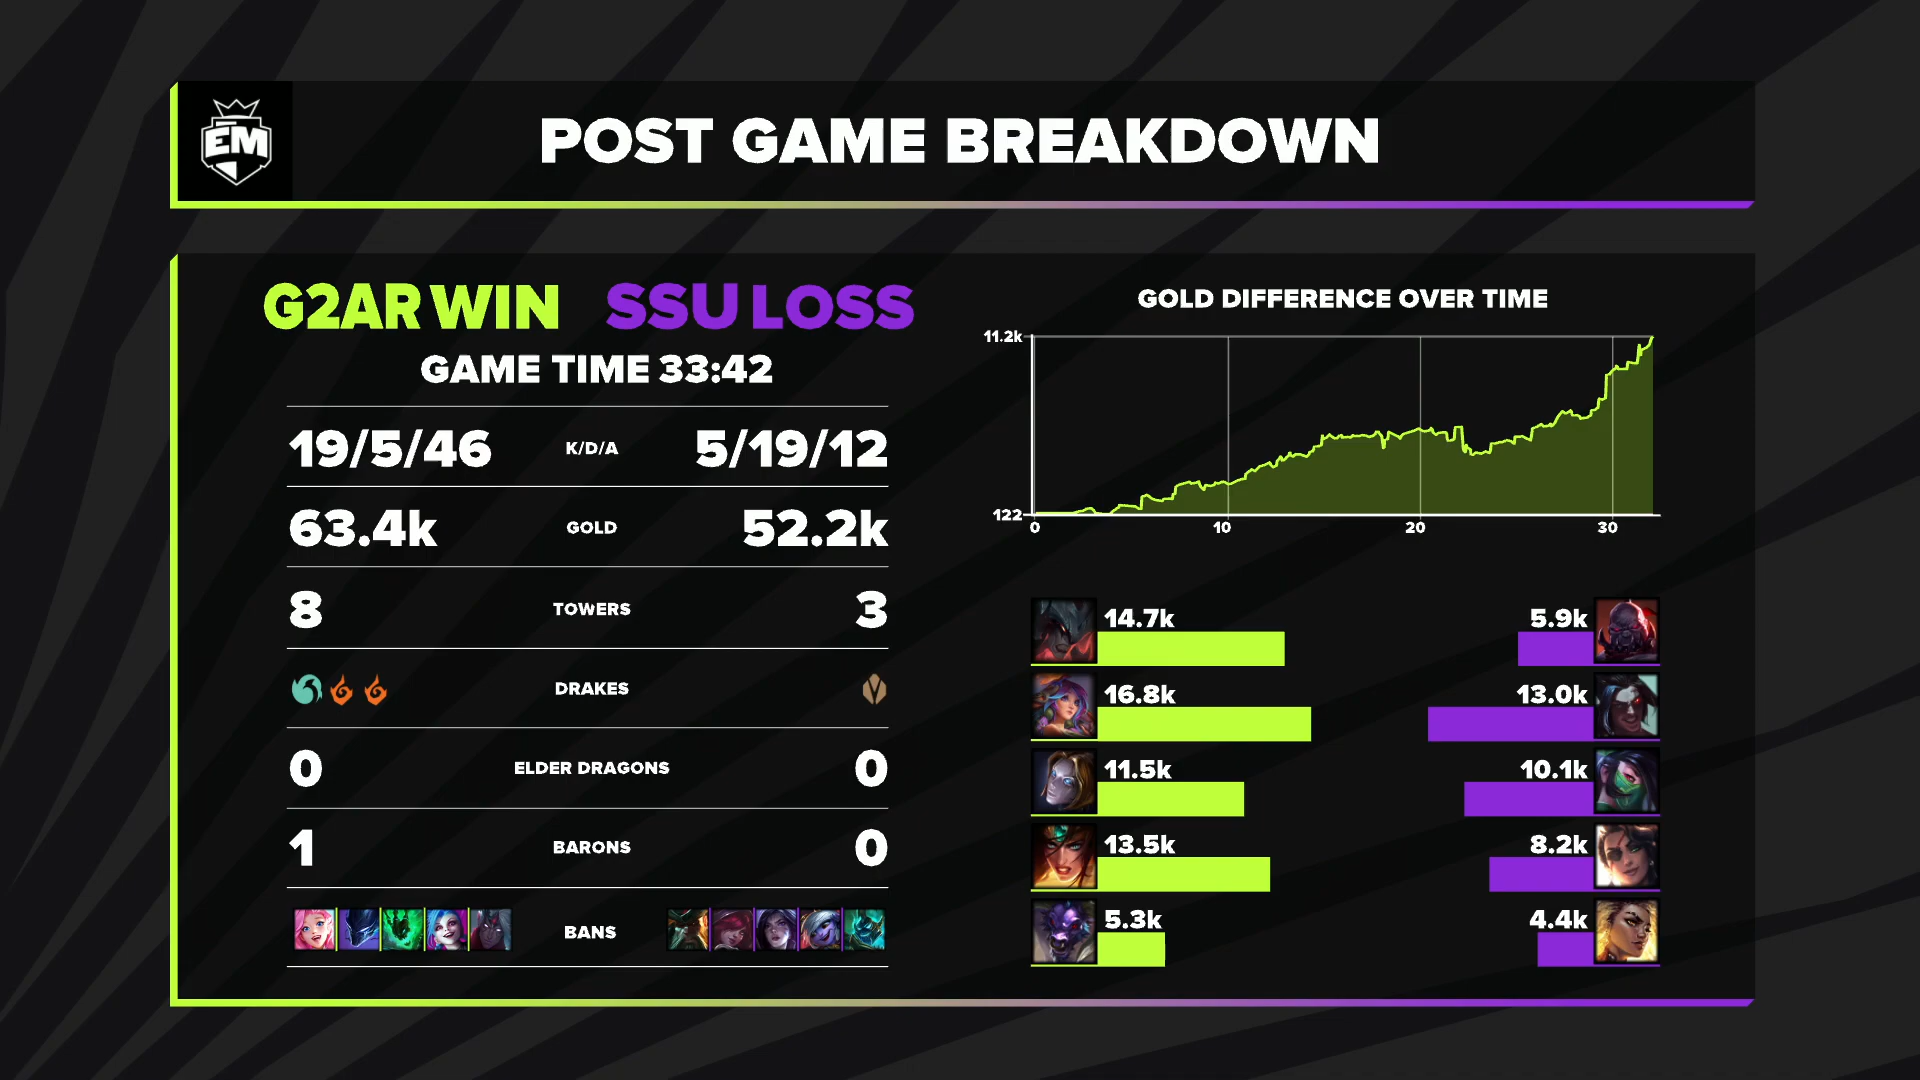 EM
POST GAME BREAKDOWN
G2AR WIN SSU LOSS
GAME TIME 33:42
19/5/46 K/D/A 5/19/12
63.4k GOLD 52.2k
8 TOWERS 3
DRAKES
0 ELDER DRAGONS 0
1 BARONS 0
BANS
GOLD DIFFERENCE OVER TIME
11.2k
122
0 10 20 30
14.7k 5.9k
16.8k 13.0k
11.5k 10.1k
13.5k 8.2k
5.3k 4.4k